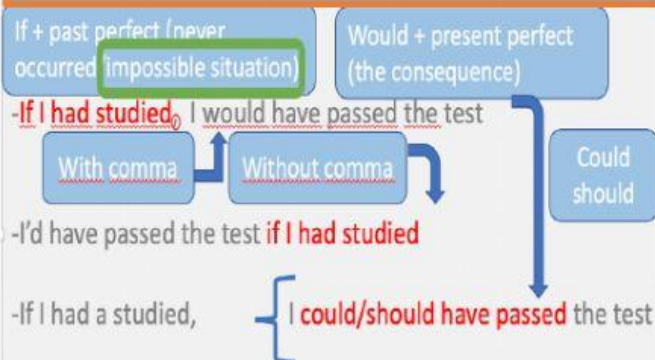 If + past perfect (never
occurred/impossible situation)
Would + present perfect
(the consequence)
-If I had studied, I would have passed the test
With comma
Without comma
Could
should
-I'd have passed the test if I had studied
-If I had a studied,
I could/should have passed the test